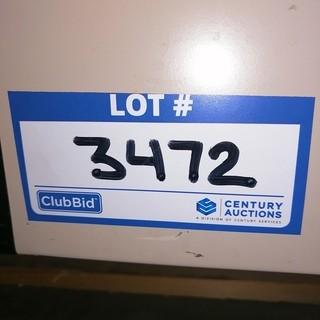 LOT #
3472
ClubBid
CENTURY
AUCTIONS
A DIVISION OF CENTURY SERVICES